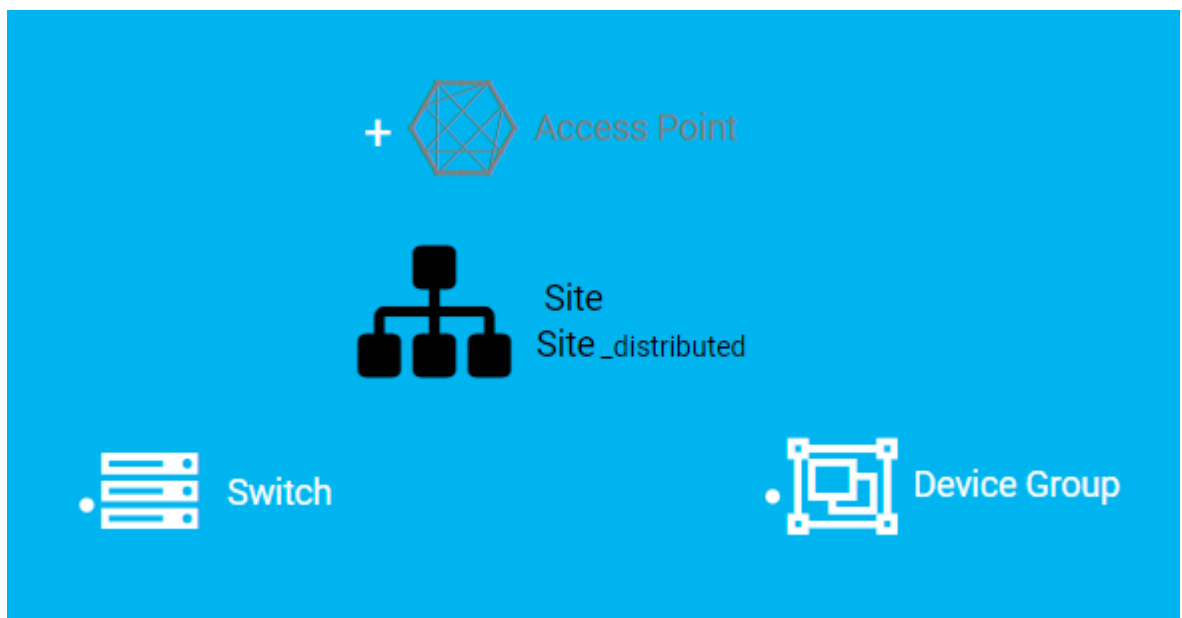 + Access Point
Site
Site_distributed
Switch
Device Group